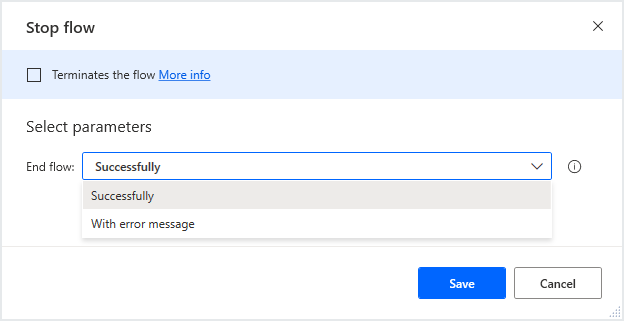 Stop flow
Terminates the flow More info
Select parameters
End flow: Successfully
Successfully
With error message
Save Cancel